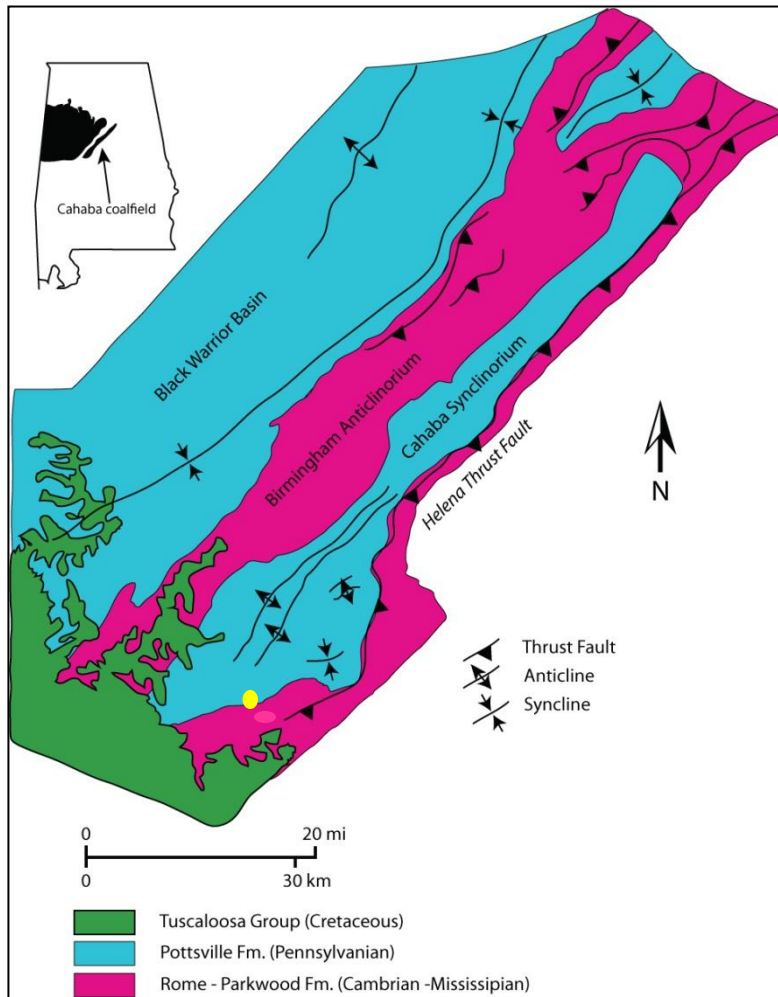 Cahaba coalfield
Black Warrior Basin
Birmingham Anticlinorium
Cahaba Synclinorium
Helena Thrust Fault
N
Thrust Fault
Anticline
Syncline
0 20 mi
0 30 km
Tuscaloosa Group (Cretaceous)
Pottsville Fm. (Pennsylvanian)
Rome - Parkwood Fm. (Cambrian -Mississipian)